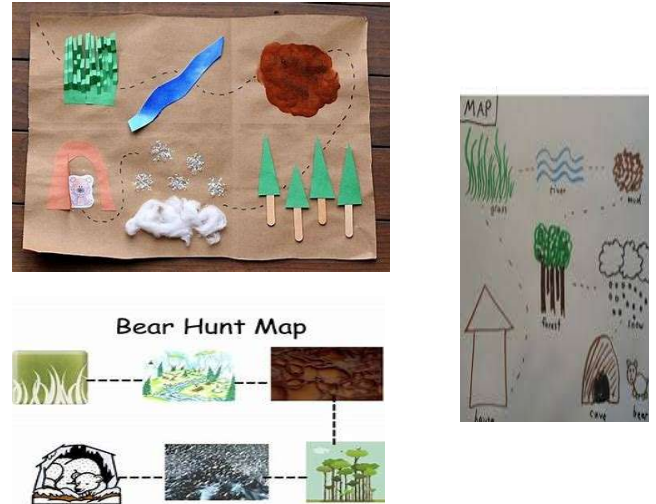 Bear Hunt Map
MAP
grass
river
mud
forest
snow
house
cave
bear